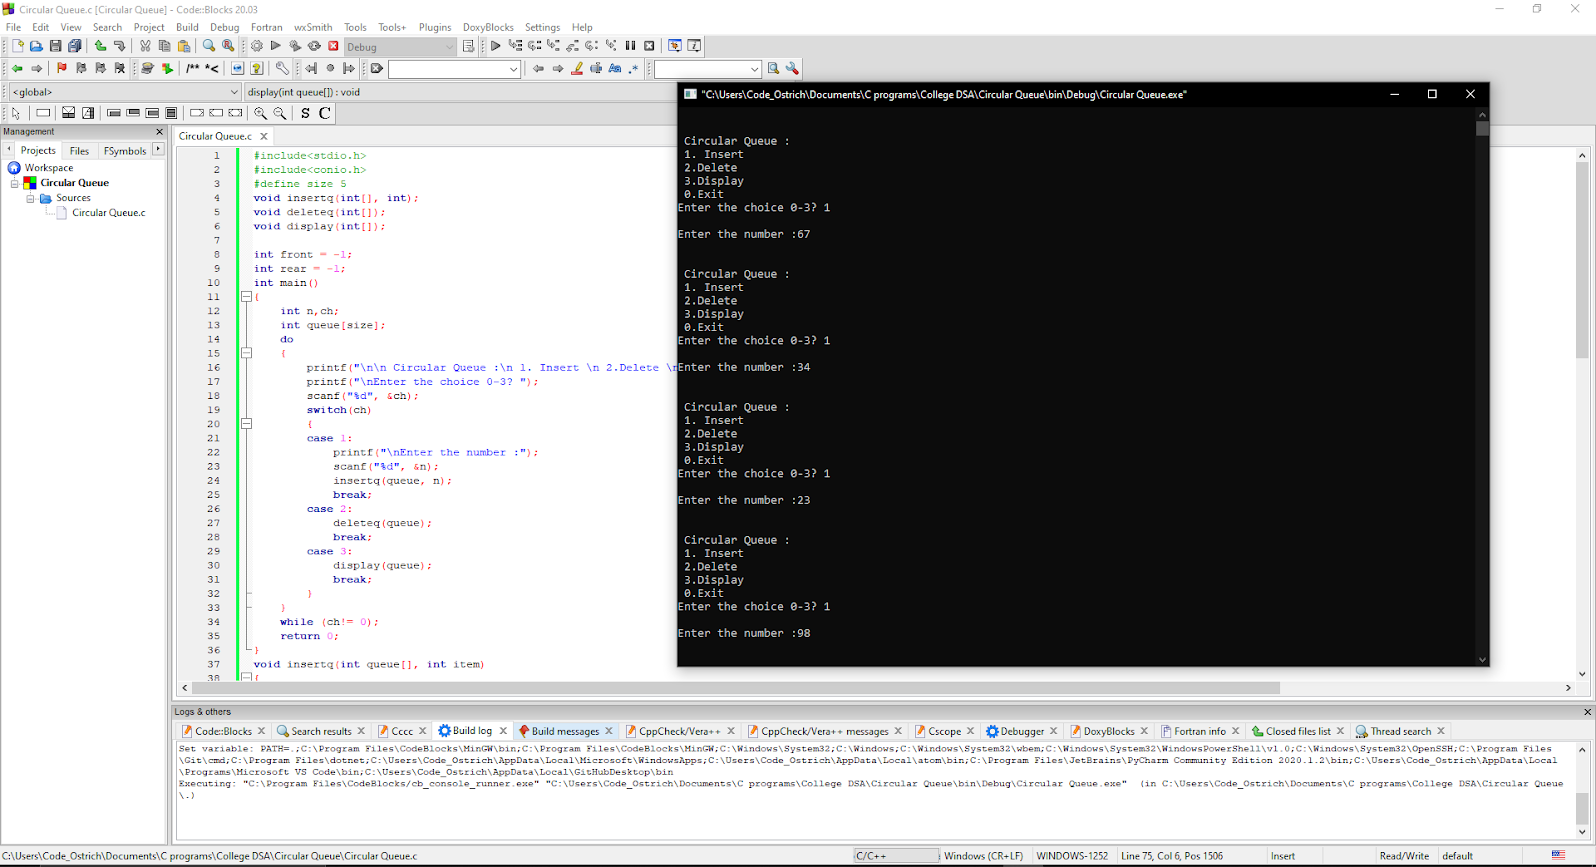 Circular Queue.c [Circular Queue] - Code::Blocks 20.03
File Edit View Search Project Build Debug Fortran wxSmith Tools Tools+ Plugins DoxyBlocks Settings Help
Debug
/** *<
<global>
display(int queue[]) : void
S C
Management
Projects Files FSymbols
Workspace
Circular Queue
Sources
Circular Queue.c
Circular Queue.c
1 #include<stdio.h>
2 #include<conio.h>
3 #define size 5
4 void insertq(int[], int);
5 void deleteq(int[]);
6 void display(int[]);
7
8 int front = -1;
9 int rear = -1;
10 int main()
11 {
12 int n,ch;
13 int queue[size];
14 do
15 {
16 printf("\n\n Circular Queue :\n 1. Insert \n 2.Delete \n
17 printf("\nEnter the choice 0-3? ");
18 scanf("%d", &ch);
19 switch(ch)
20 {
21 case 1:
22 printf("\nEnter the number :");
23 scanf("%d", &n);
24 insertq(queue, n);
25 break;
26 case 2:
27 deleteq(queue);
28 break;
29 case 3:
30 display(queue);
31 break;
32 }
33 }
34 while (ch!= 0);
35 return 0;
36 }
37 void insertq(int queue[], int item)
38 {
"C:\Users\Code_Ostrich\Documents\C programs\College DSA\Circular Queue\bin\Debug\Circular Queue.exe"
Circular Queue :
1. Insert
2.Delete
3.Display
0.Exit
Enter the choice 0-3? 1
Enter the number :67
Circular Queue :
1. Insert
2.Delete
3.Display
0.Exit
Enter the choice 0-3? 1
Enter the number :34
Circular Queue :
1. Insert
2.Delete
3.Display
0.Exit
Enter the choice 0-3? 1
Enter the number :23
Circular Queue :
1. Insert
2.Delete
3.Display
0.Exit
Enter the choice 0-3? 1
Enter the number :98
Logs & others
Code::Blocks Search results Cccc Build log Build messages CppCheck/Vera++ CppCheck/Vera++ messages Cscope Debugger DoxyBlocks Fortran info Closed files list Thread search
Set variable: PATH=.;C:\Program Files\CodeBlocks\MinGW\bin;C:\Program Files\CodeBlocks\MinGW;C:\Windows\System32;C:\Windows;C:\Windows\System32\wbem;C:\Windows\System32\WindowsPowerShell\v1.0;C:\Windows\System32\OpenSSH;C:\Program Files
\Git\cmd;C:\Program Files\dotnet;C:\Users\Code_Ostrich\AppData\Local\Microsoft\WindowsApps;C:\Users\Code_Ostrich\AppData\Local\atom\bin;C:\Program Files\JetBrains\PyCharm Community Edition 2020.1.2\bin;C:\Users\Code_Ostrich\AppData\Local
\Programs\Microsoft VS Code\bin;C:\Users\Code_Ostrich\AppData\Local\GitHubDesktop\bin
Executing: "C:\Program Files\CodeBlocks/cb_console_runner.exe" "C:\Users\Code_Ostrich\Documents\C programs\College DSA\Circular Queue\bin\Debug\Circular Queue.exe" (in C:\Users\Code_Ostrich\Documents\C programs\College DSA\Circular Queue
\.)
C:\Users\Code_Ostrich\Documents\C programs\College DSA\Circular Queue\Circular Queue.c C/C++ Windows (CR+LF) WINDOWS-1252 Line 75, Col 6, Pos 1506 Insert Read/Write default